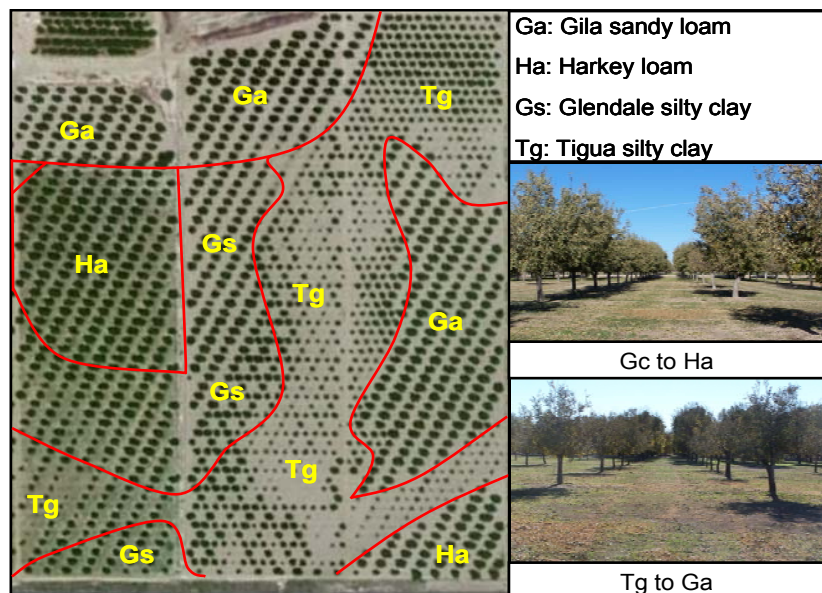 Ga: Gila sandy loam
Ha: Harkey loam
Gs: Glendale silty clay
Tg: Tigua silty clay
Ga
Tg
Ga
Ha
Gs
Tg
Ga
Gs
Tg
Tg
Gs
Ha
Gc to Ha
Tg to Ga